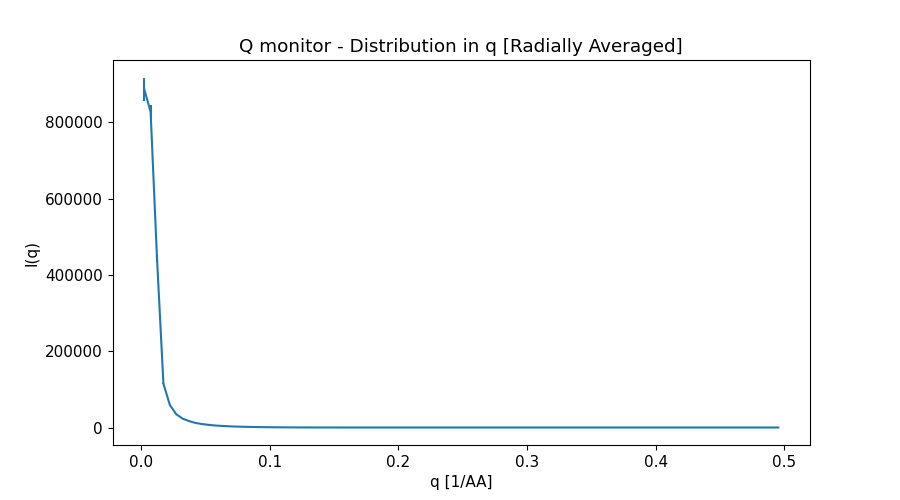 Q monitor - Distribution in q [Radially Averaged]
800000
600000
400000
200000
0
I(q)
0.0 0.1 0.2 0.3 0.4 0.5
q [1/AA]